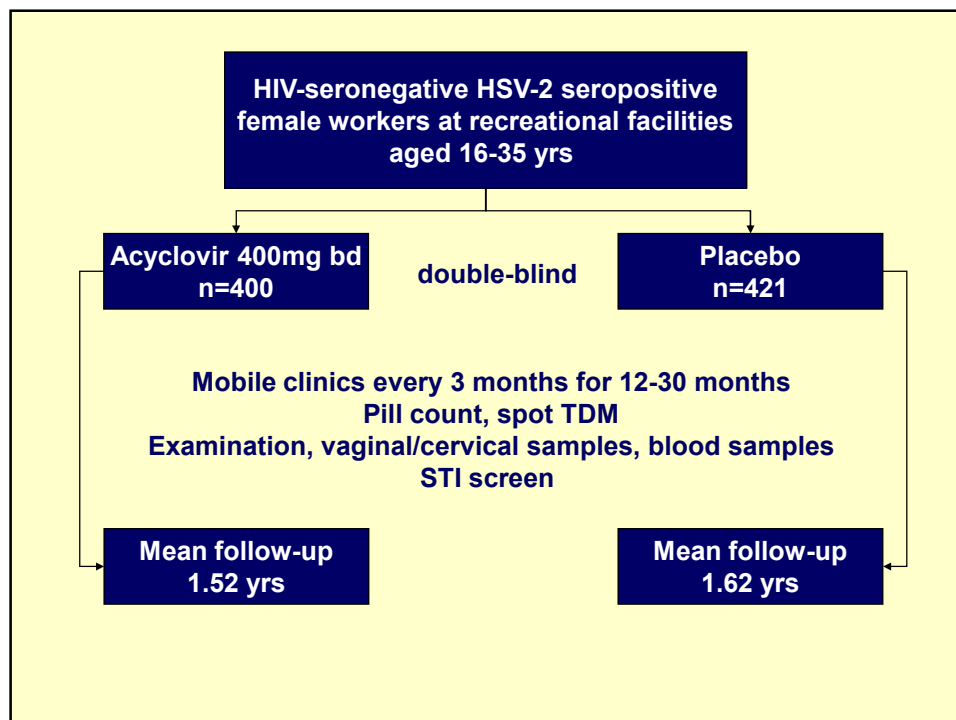 HIV-seronegative HSV-2 seropositive
female workers at recreational facilities
aged 16-35 yrs
Acyclovir 400mg bd
n=400
double-blind
Placebo
n=421
Mobile clinics every 3 months for 12-30 months
Pill count, spot TDM
Examination, vaginal/cervical samples, blood samples
STI screen
Mean follow-up
1.52 yrs
Mean follow-up
1.62 yrs